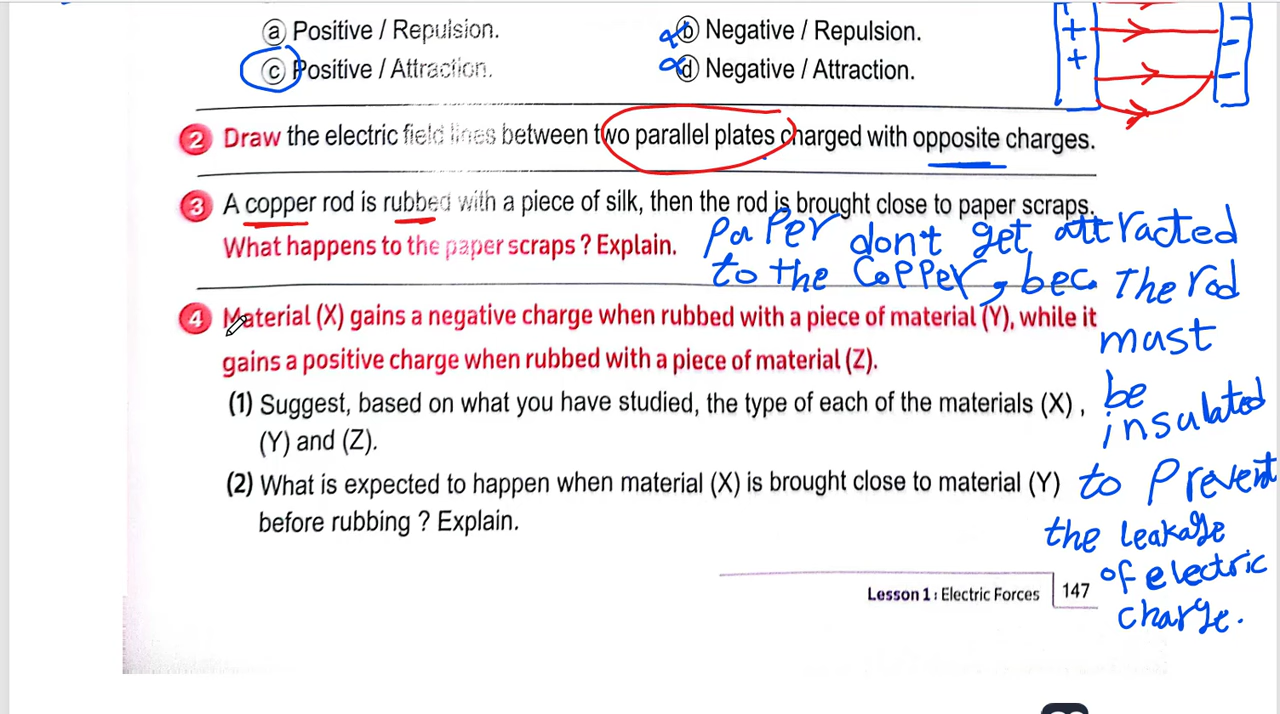 ⓐ Positive / Repulsion.
ⓑ Negative / Repulsion.
ⓒ Positive / Attraction.
ⓓ Negative / Attraction.
+
+
-
-
-
2 Draw the electric field lines between two parallel plates charged with opposite charges.
3 A copper rod is rubbed with a piece of silk, then the rod is brought close to paper scraps.
What happens to the paper scraps ? Explain.
paper don't get attracted
to the copper, bec. The rod
must
be
insulated
to prevent
the leakage
of electric
charge.
4 Material (X) gains a negative charge when rubbed with a piece of material (Y), while it
gains a positive charge when rubbed with a piece of material (Z).
(1) Suggest, based on what you have studied, the type of each of the materials (X) ,
(Y) and (Z).
(2) What is expected to happen when material (X) is brought close to material (Y)
before rubbing ? Explain.
Lesson 1 : Electric Forces 147